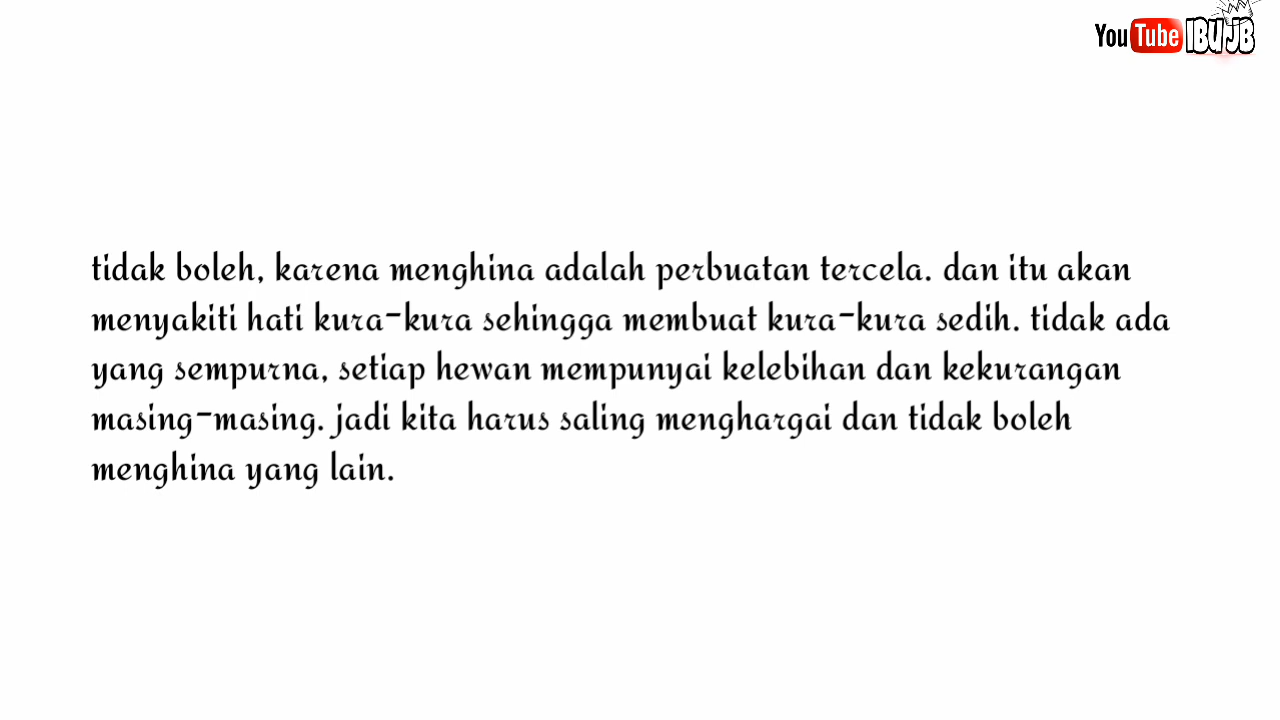 YouTube IBUJB
tidak boleh, karena menghina adalah perbuatan tercela. dan itu akan
menyakiti hati kura-kura sehingga membuat kura-kura sedih. tidak ada
yang sempurna, setiap hewan mempunyai kelebihan dan kekurangan
masing-masing. jadi kita harus saling menghargai dan tidak boleh
menghina yang lain.